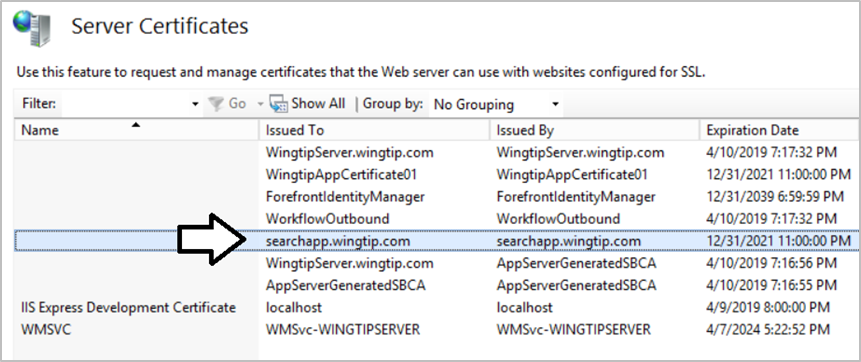 Server Certificates
Use this feature to request and manage certificates that the Web server can use with websites configured for SSL.
Filter: Go Show All Group by: No Grouping
Name Issued To Issued By Expiration Date
WingtipServer.wingtip.com WingtipServer.wingtip.com 4/10/2019 7:17:32 PM
WingtipAppCertificate01 WingtipAppCertificate01 12/31/2021 11:00:00 PM
ForefrontIdentityManager ForefrontIdentityManager 12/31/2039 6:59:59 PM
WorkflowOutbound WorkflowOutbound 4/10/2019 7:17:32 PM
searchapp.wingtip.com searchapp.wingtip.com 12/31/2021 11:00:00 PM
WingtipServer.wingtip.com AppServerGeneratedSBCA 4/10/2019 7:16:56 PM
AppServerGeneratedSBCA AppServerGeneratedSBCA 4/10/2019 7:16:55 PM
IIS Express Development Certificate localhost localhost 4/9/2019 8:00:00 PM
WMSVC WMSvc-WINGTIPSERVER WMSvc-WINGTIPSERVER 4/7/2024 5:22:52 PM